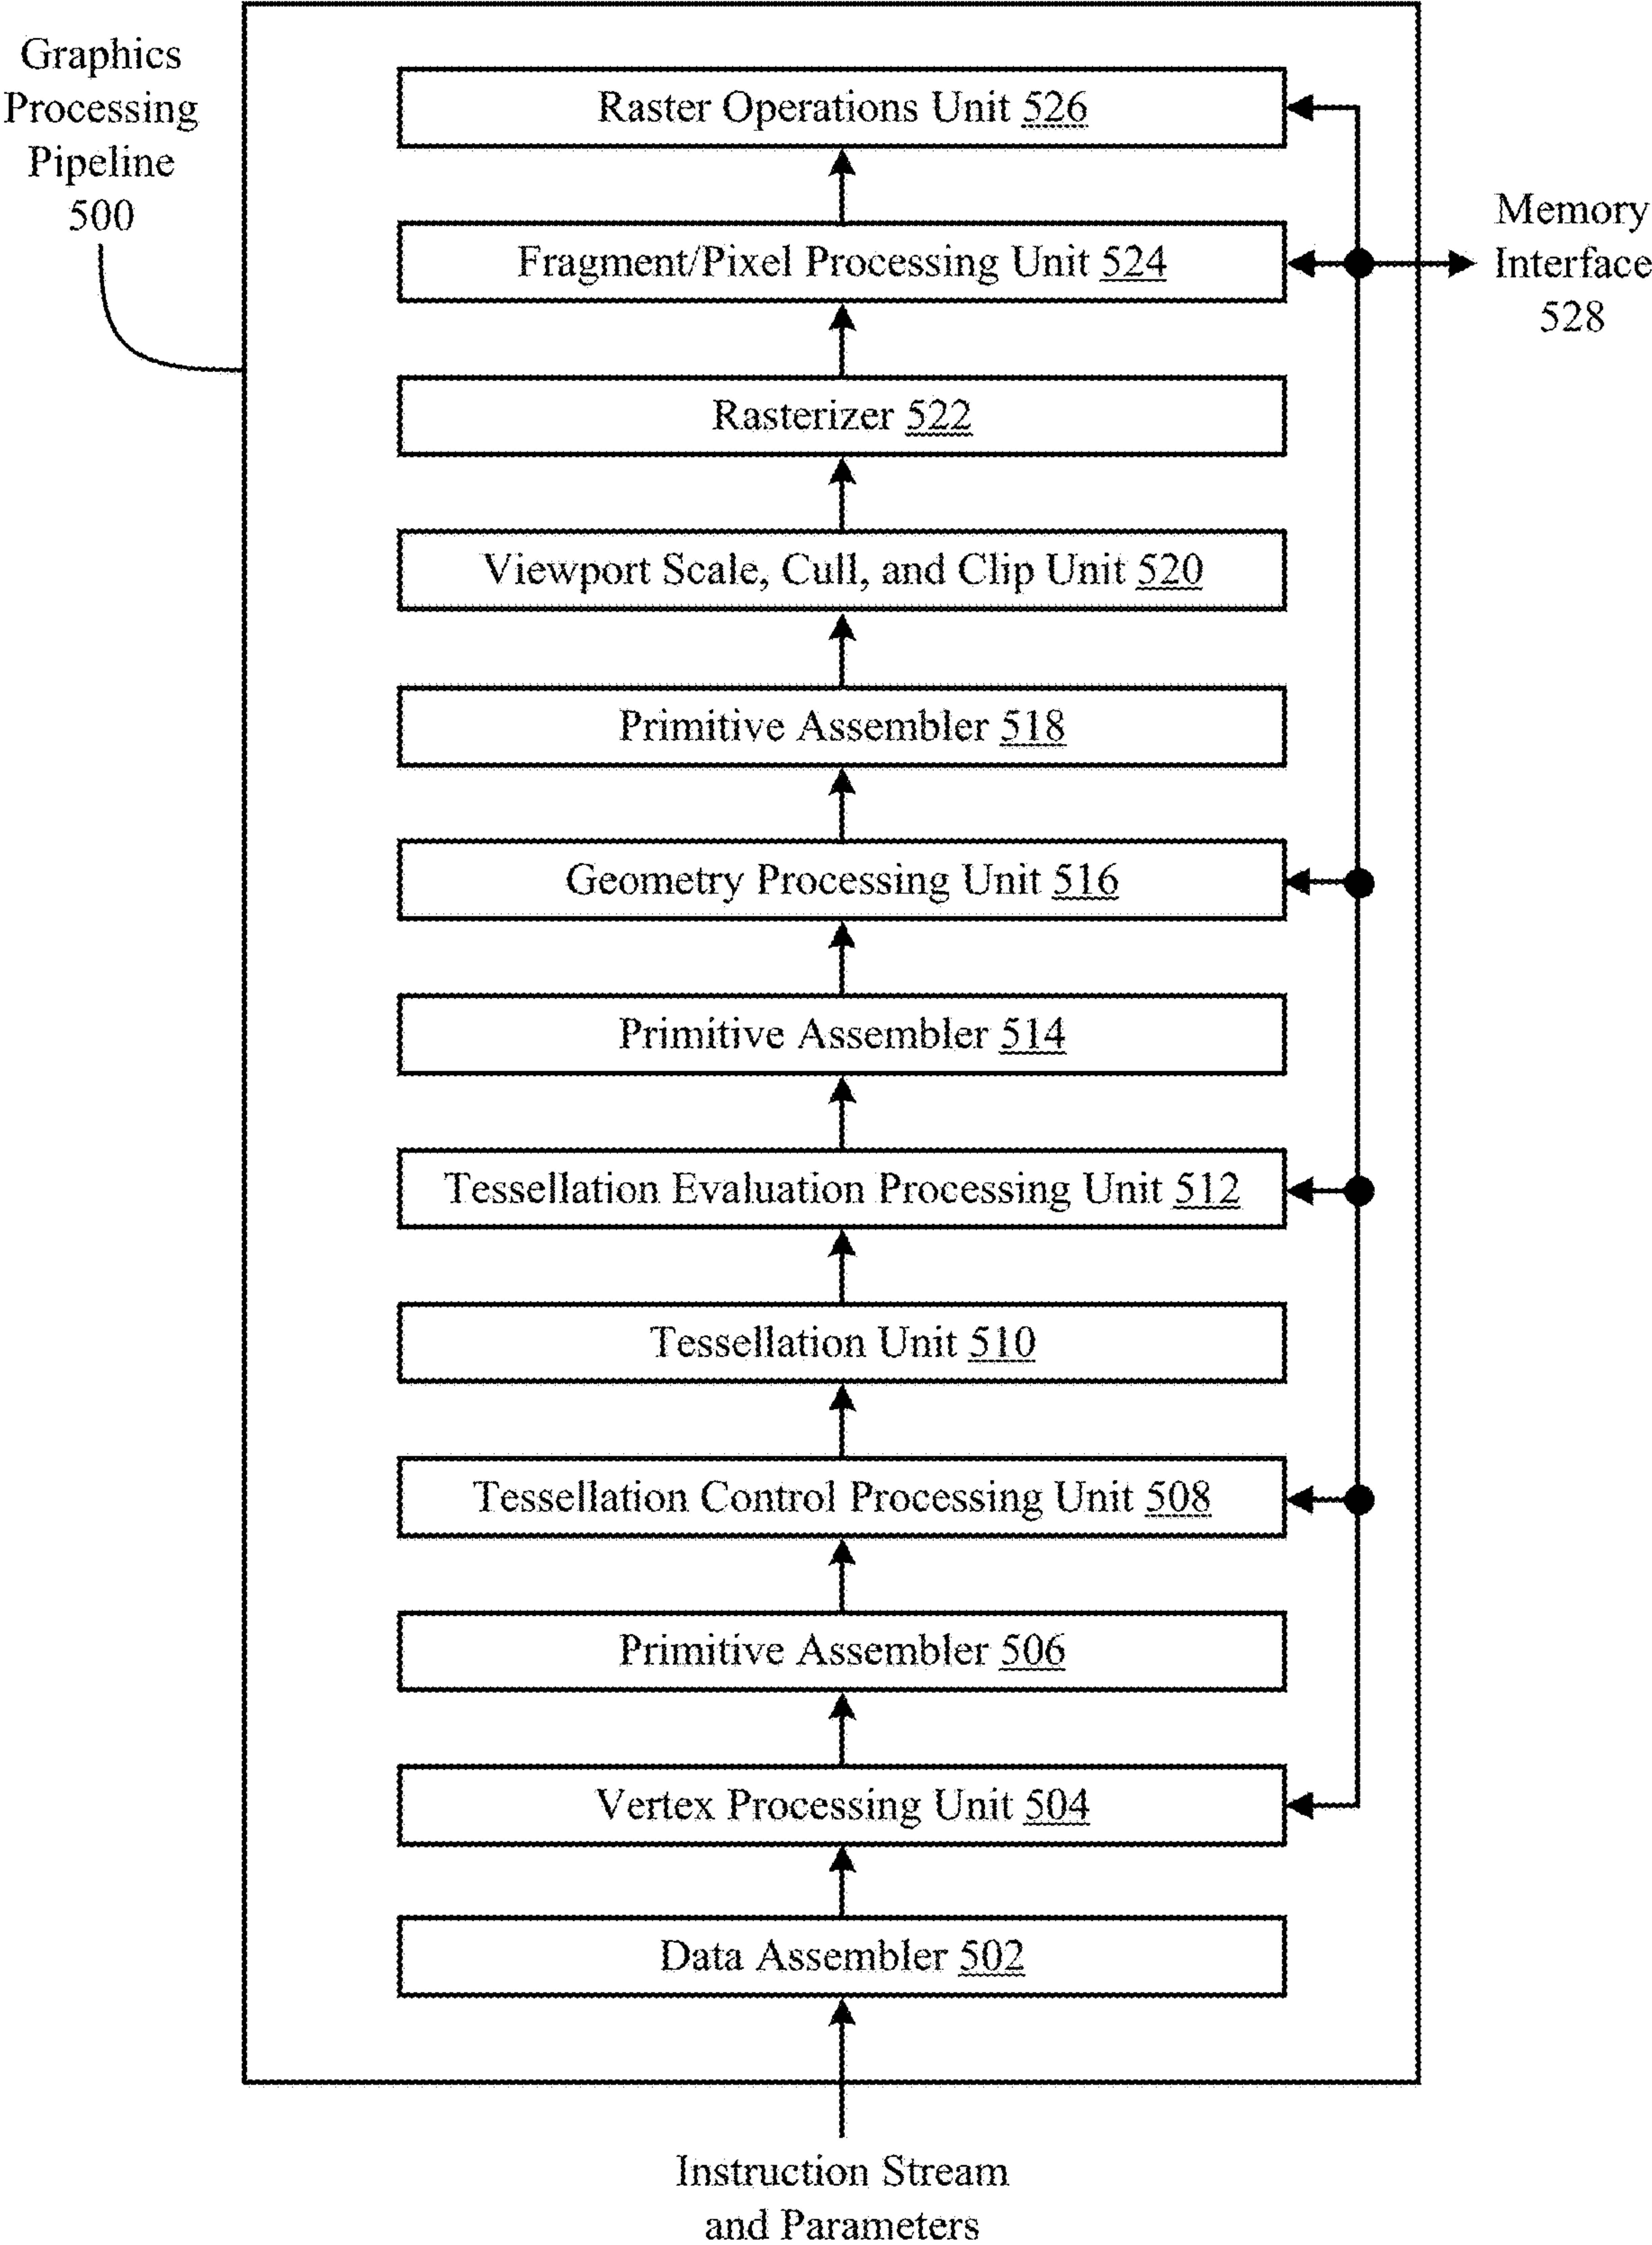 Graphics
Processing
Pipeline
500
Raster Operations Unit 526
Fragment/Pixel Processing Unit 524
Memory
Interface
528
Rasterizer 522
Viewport Scale, Cull, and Clip Unit 520
Primitive Assembler 518
Geometry Processing Unit 516
Primitive Assembler 514
Tessellation Evaluation Processing Unit 512
Tessellation Unit 510
Tessellation Control Processing Unit 508
Primitive Assembler 506
Vertex Processing Unit 504
Data Assembler 502
Instruction Stream
and Parameters